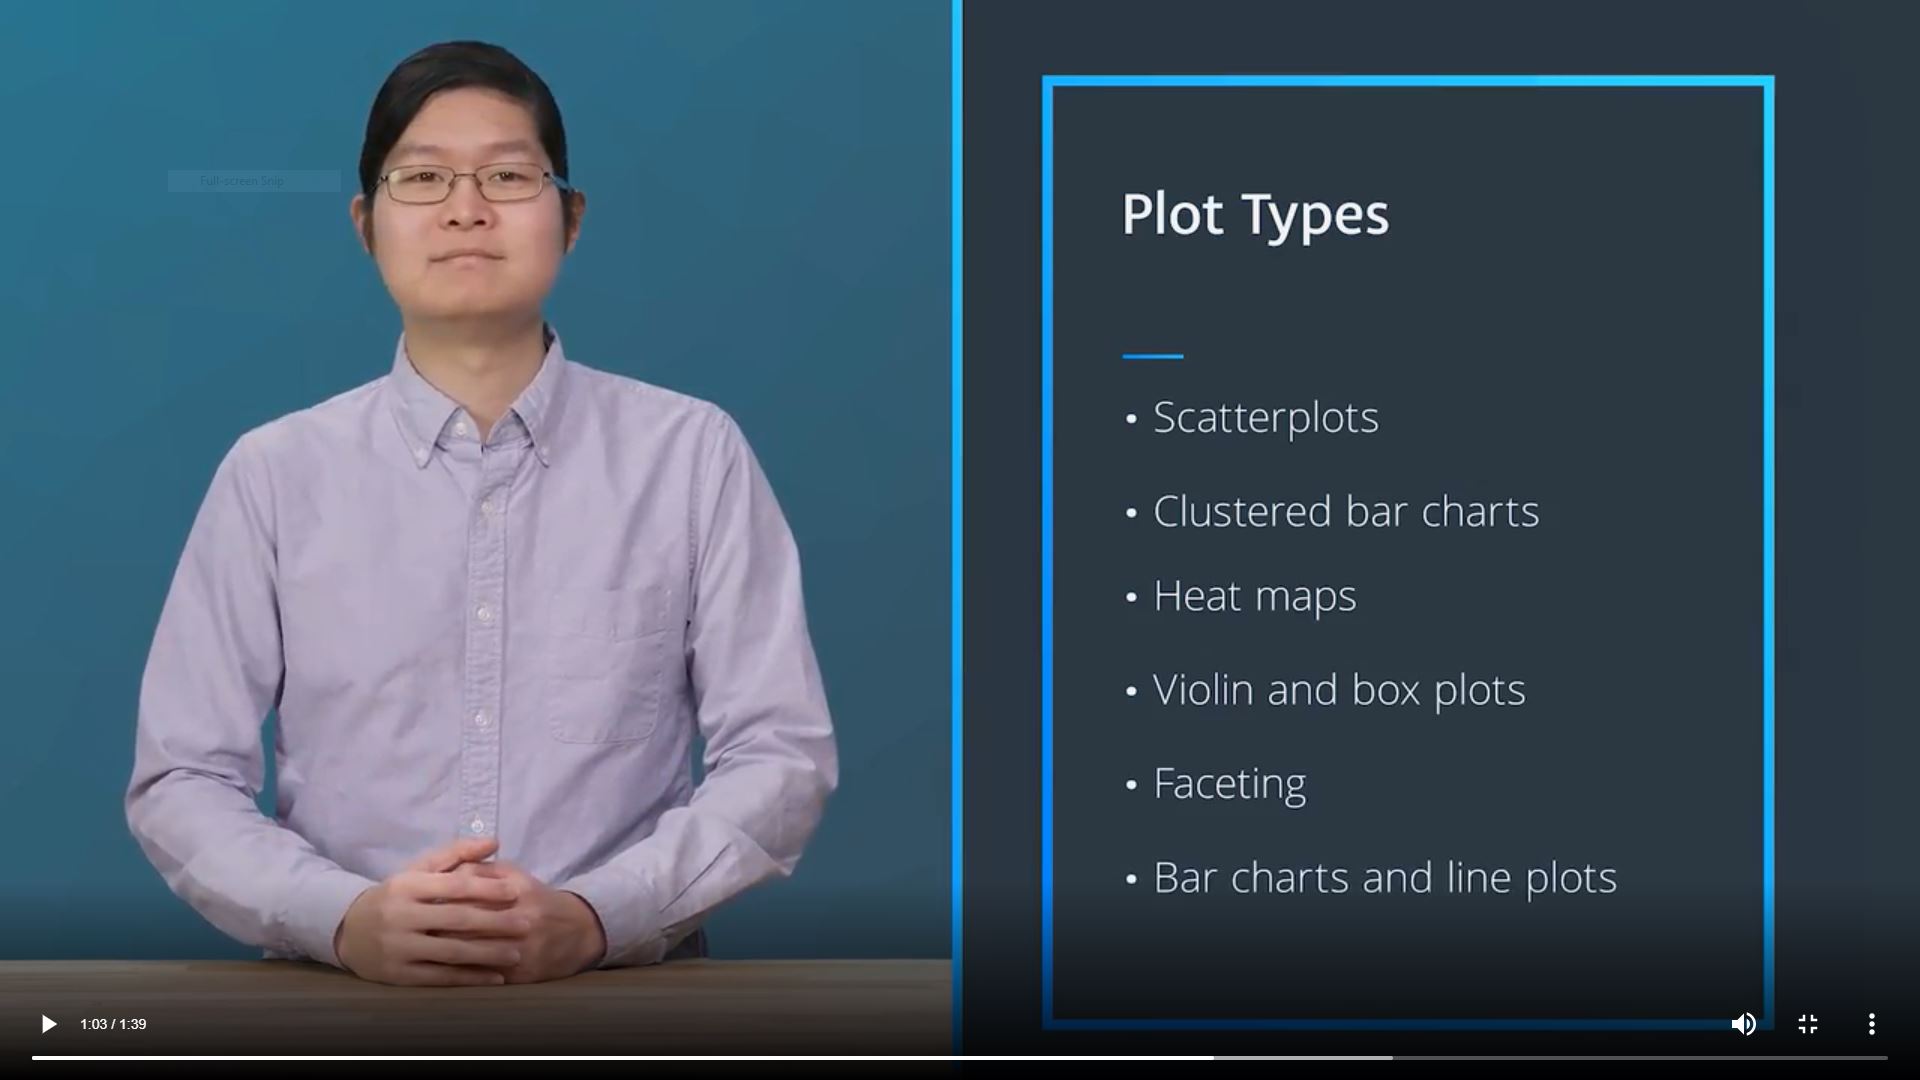 Full-screen Snip
Plot Types
• Scatterplots
• Clustered bar charts
• Heat maps
• Violin and box plots
• Faceting
• Bar charts and line plots
1:03 / 1:39